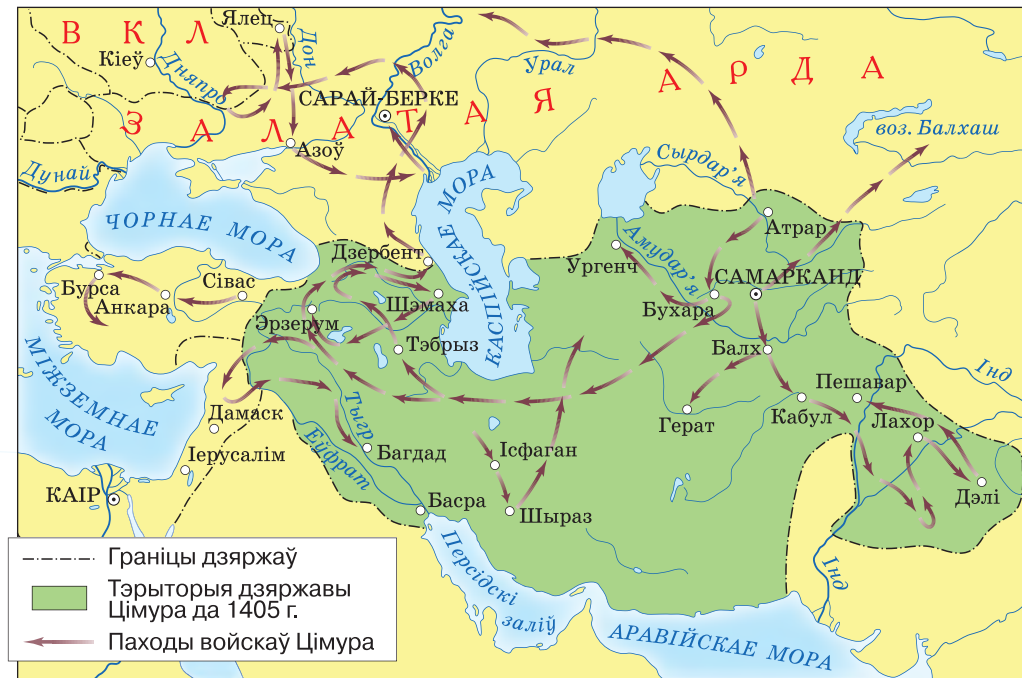 В К Л
ЗАЛАТАЯ АРДА
Ялец
Кіеў
Дняпро
Дон
Волга
Урал
САРАЙ-БЕРКЕ
Азоў
Дунай
воз. Балхаш
Сырдар'я
ЧОРНАЕ МОРА
КАСПІЙСКАЕ МОРА
Атрар
Дзербент
Ургенч
Амудар'я
САМАРКАНД
Бурса
Анкара
Сівас
Шэмаха
Бухара
Эрзерум
Тэбрыз
Балх
Інд
МІЖЗЕМНАЕ МОРА
Пешавар
Дамаск
Тыгр
Герат
Кабул
Лахор
Іерусалім
Еўфрат
Багдад
Ісфаган
КАІР
Басра
Шыраз
Дэлі
Персідскі
заліў
Інд
АРАВІЙСКАЕ МОРА
Граніцы дзяржаў
Тэрыторыя дзяржавы
Цімура да 1405 г.
Паходы войскаў Цімура